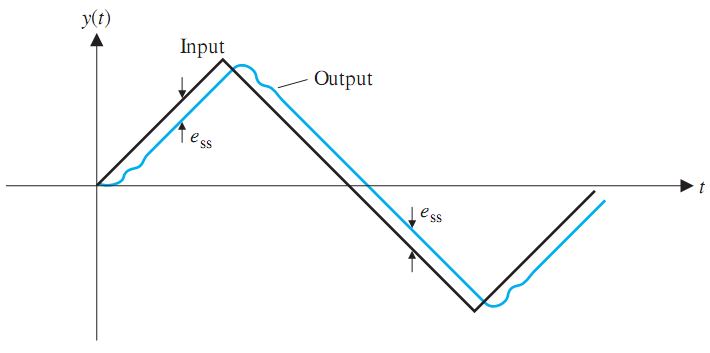 y(t)
Input
Output
e_ss
e_ss
t